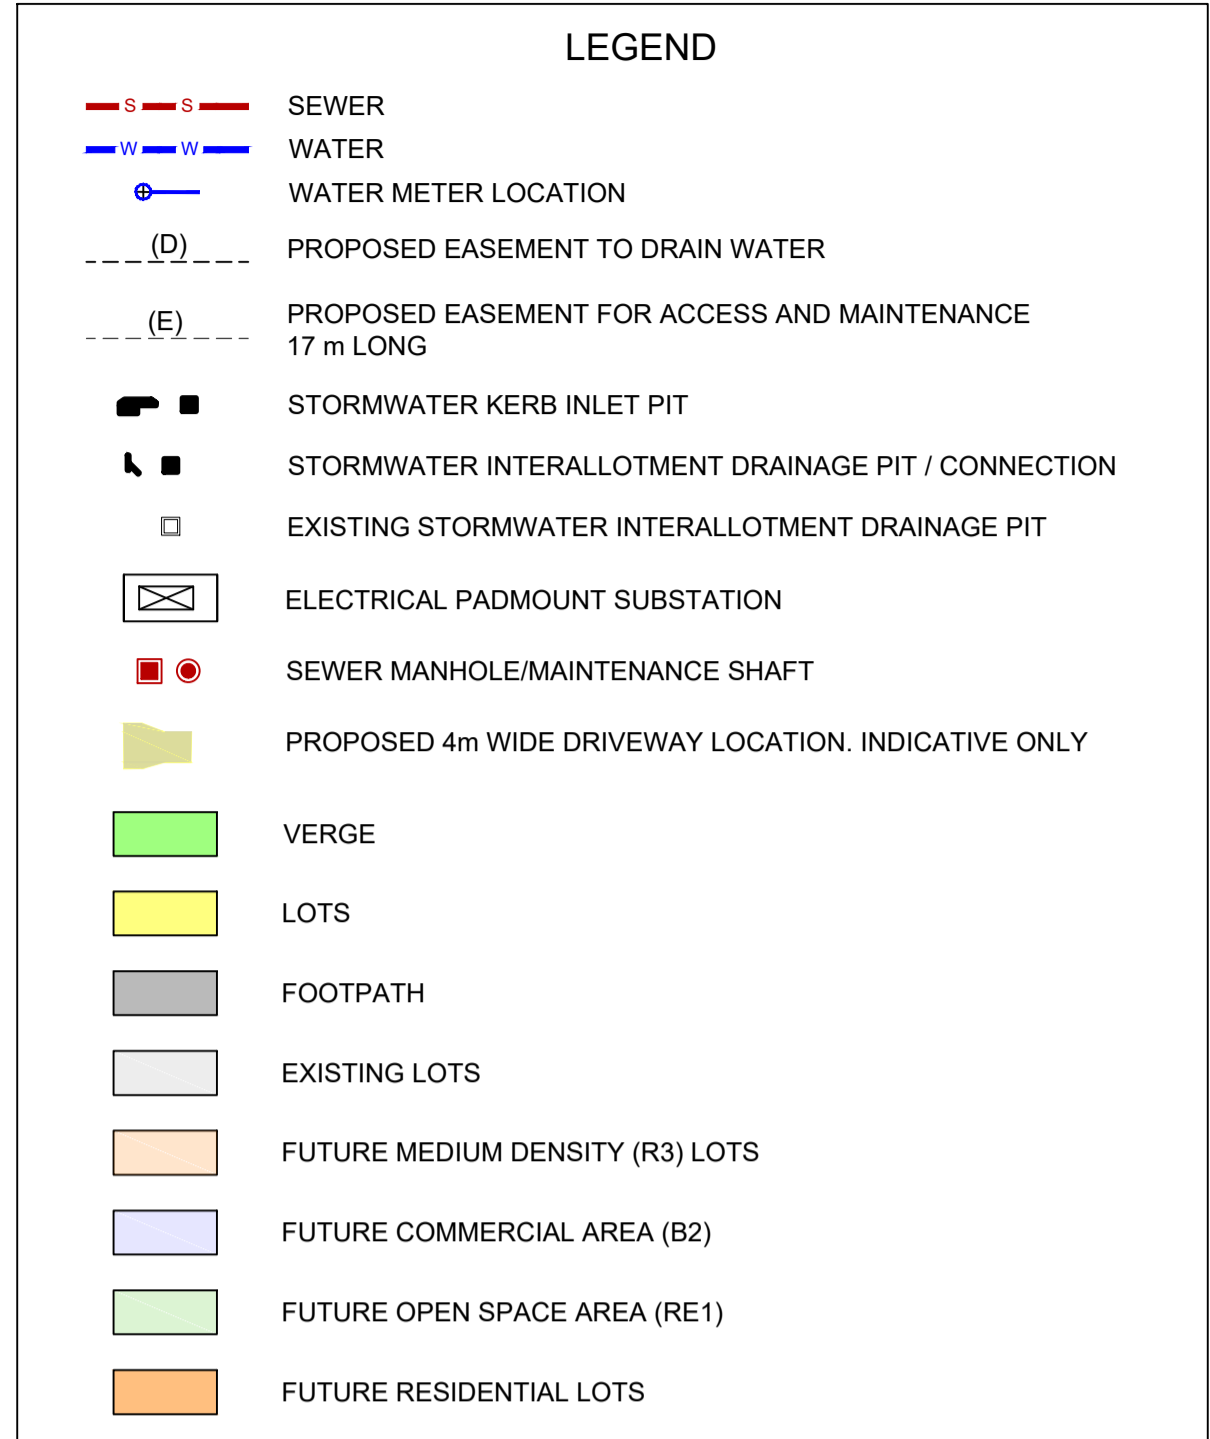 LEGEND
S S SEWER
W W WATER
WATER METER LOCATION
(D) PROPOSED EASEMENT TO DRAIN WATER
(E) PROPOSED EASEMENT FOR ACCESS AND MAINTENANCE
17 m LONG
STORMWATER KERB INLET PIT
STORMWATER INTERALLOTMENT DRAINAGE PIT / CONNECTION
EXISTING STORMWATER INTERALLOTMENT DRAINAGE PIT
ELECTRICAL PADMOUNT SUBSTATION
SEWER MANHOLE/MAINTENANCE SHAFT
PROPOSED 4m WIDE DRIVEWAY LOCATION. INDICATIVE ONLY
VERGE
LOTS
FOOTPATH
EXISTING LOTS
FUTURE MEDIUM DENSITY (R3) LOTS
FUTURE COMMERCIAL AREA (B2)
FUTURE OPEN SPACE AREA (RE1)
FUTURE RESIDENTIAL LOTS